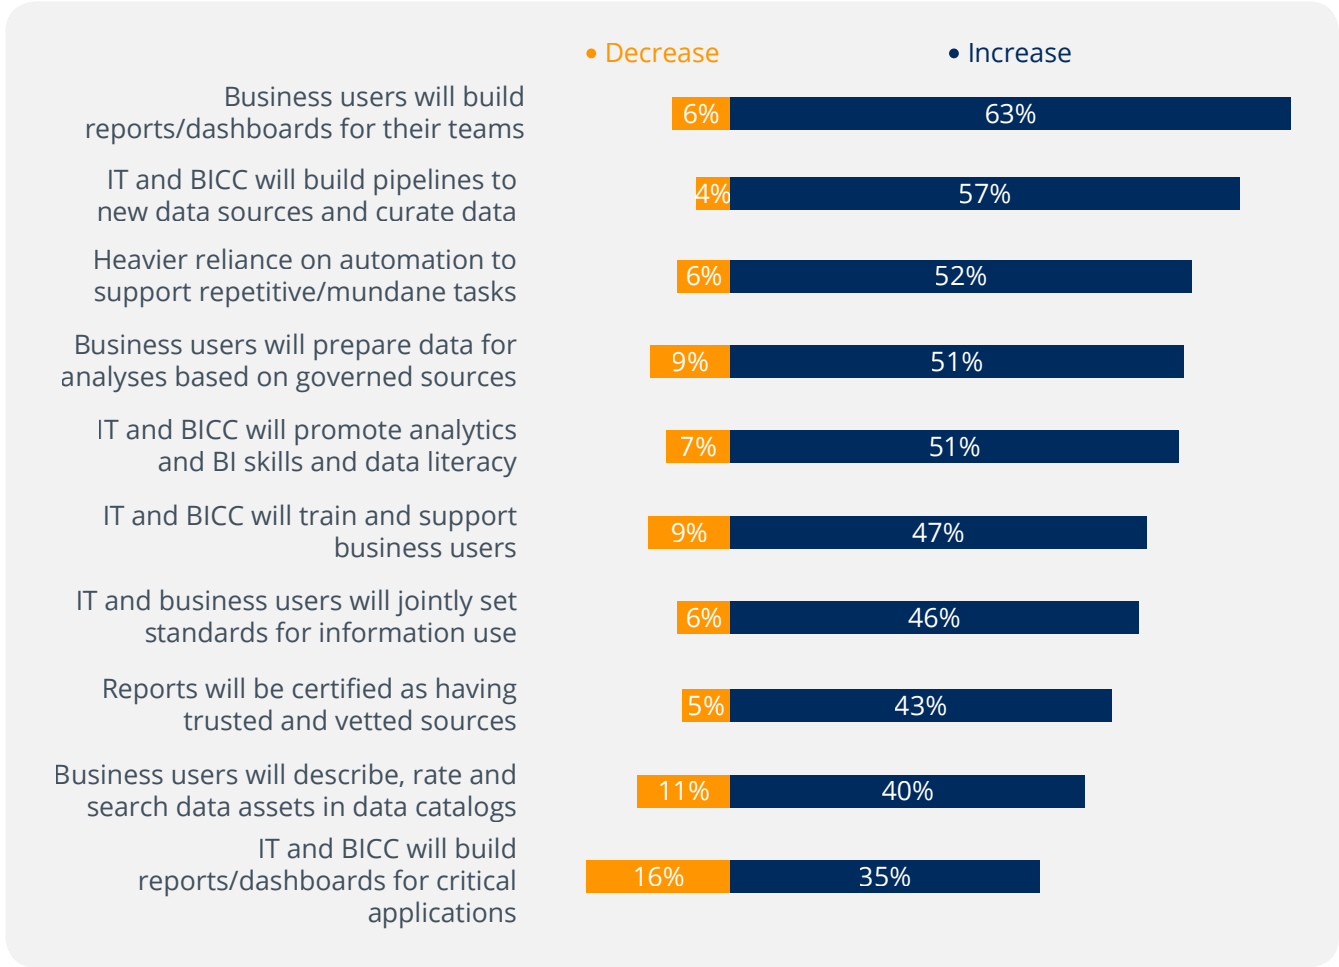 • Decrease
• Increase
Business users will build
reports/dashboards for their teams
6%
63%
IT and BICC will build pipelines to
new data sources and curate data
4%
57%
Heavier reliance on automation to
support repetitive/mundane tasks
6%
52%
Business users will prepare data for
analyses based on governed sources
9%
51%
IT and BICC will promote analytics
and BI skills and data literacy
7%
51%
IT and BICC will train and support
business users
9%
47%
IT and business users will jointly set
standards for information use
6%
46%
Reports will be certified as having
trusted and vetted sources
5%
43%
Business users will describe, rate and
search data assets in data catalogs
11%
40%
IT and BICC will build
reports/dashboards for critical
applications
16%
35%